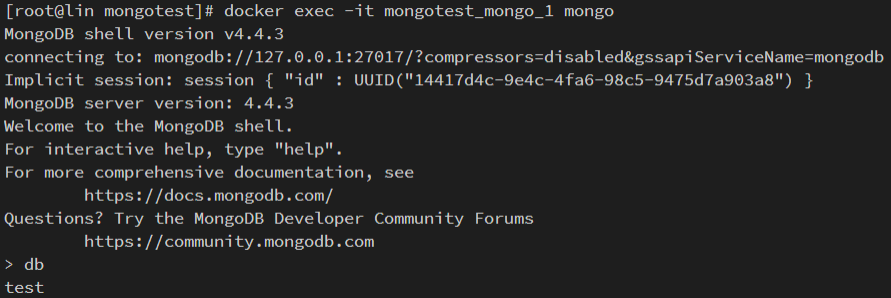 [root@lin mongotest]# docker exec -it mongotest_mongo_1 mongo
MongoDB shell version v4.4.3
connecting to: mongodb://127.0.0.1:27017/?compressors=disabled&gssapiServiceName=mongodb
Implicit session: session { "id" : UUID("14417d4c-9e4c-4fa6-98c5-9475d7a903a8") }
MongoDB server version: 4.4.3
Welcome to the MongoDB shell.
For interactive help, type "help".
For more comprehensive documentation, see
        https://docs.mongodb.com/
Questions? Try the MongoDB Developer Community Forums
        https://community.mongodb.com
> db
test